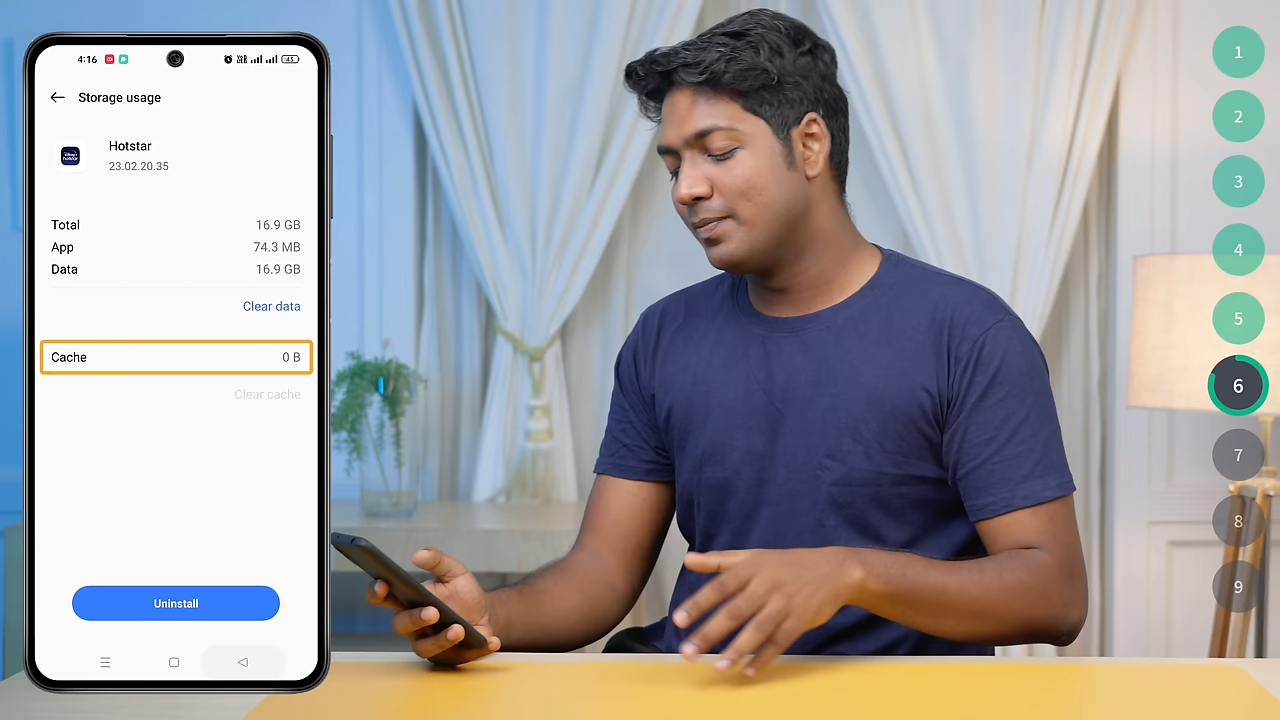 4:16
45
Storage usage
Hotstar
23.02.20.35
Total 16.9 GB
App 74.3 MB
Data 16.9 GB
Clear data
Cache 0 B
Clear cache
Uninstall
1
2
3
4
5
6
7
8
9